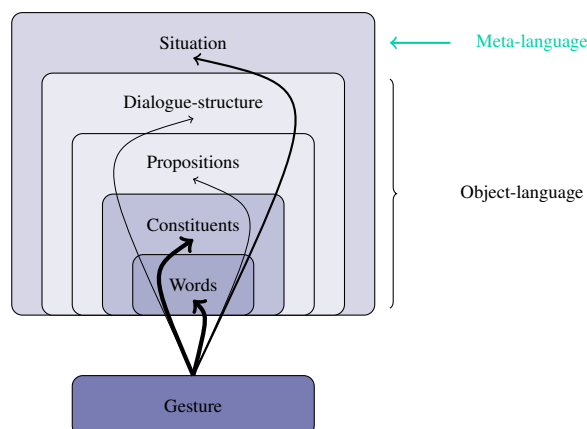 Situation
Meta-language
Dialogue-structure
Propositions
Object-language
Constituents
Words
Gesture